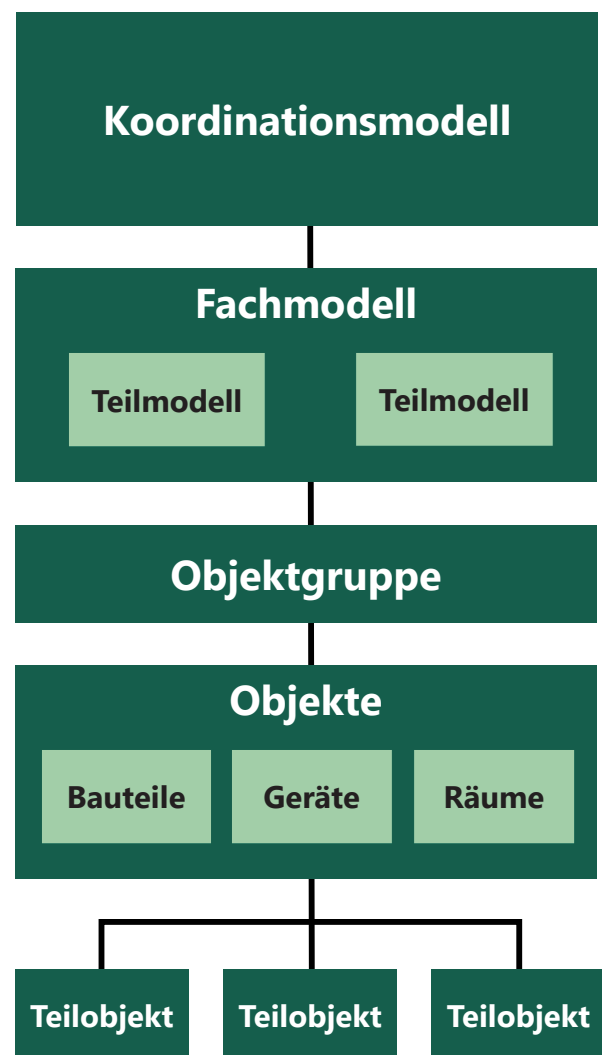 Koordinationsmodell
Fachmodell
Teilmodell
Teilmodell
Objektgruppe
Objekte
Bauteile
Geräte
Räume
Teilobjekt
Teilobjekt
Teilobjekt